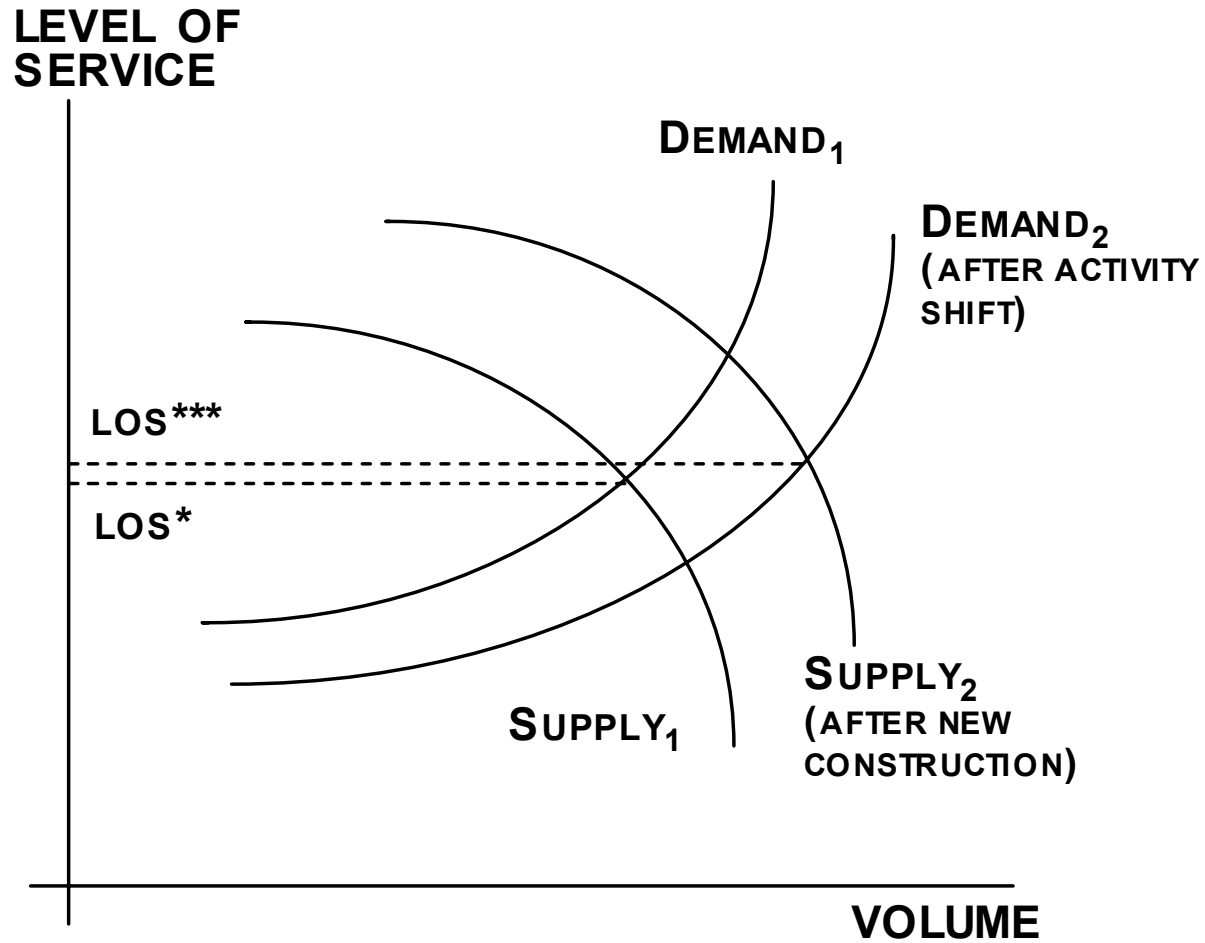 LEVEL OF
SERVICE
DEMAND1
DEMAND2
(AFTER ACTIVITY
SHIFT)
LOS***
LOS*
SUPPLY2
(AFTER NEW
CONSTRUCTION)
SUPPLY1
VOLUME